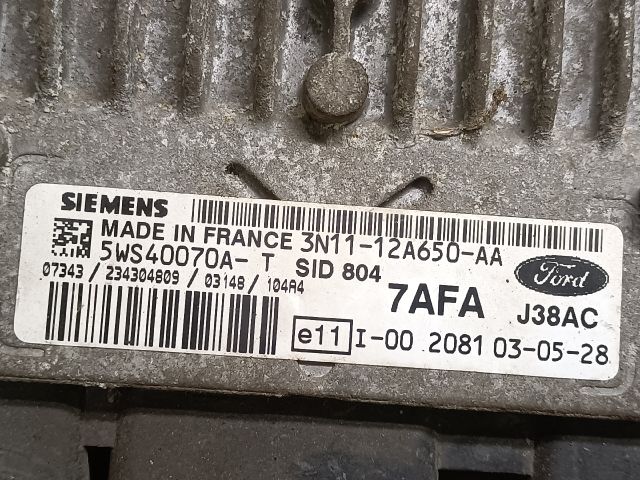 SIEMENS
MADE IN FRANCE 3N11-12A650-AA
5WS40070A-T SID 804
07343 / 234304809 / 03148 / 104A4
7AFA
Ford
J38AC
e11 I-00 2081 03-05-28